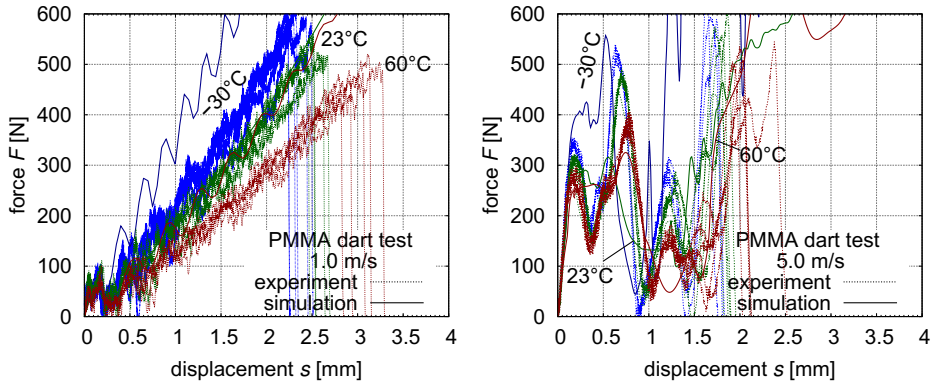 600
500
400
300
200
100
0
force F [N]
−30°C
23°C
60°C
PMMA dart test
1.0 m/s
experiment
simulation
0 0.5 1 1.5 2 2.5 3 3.5 4
displacement s [mm]
600
500
400
300
200
100
0
force F [N]
−30°C
60°C
23°C
PMMA dart test
5.0 m/s
experiment
simulation
0 0.5 1 1.5 2 2.5 3 3.5 4
displacement s [mm]